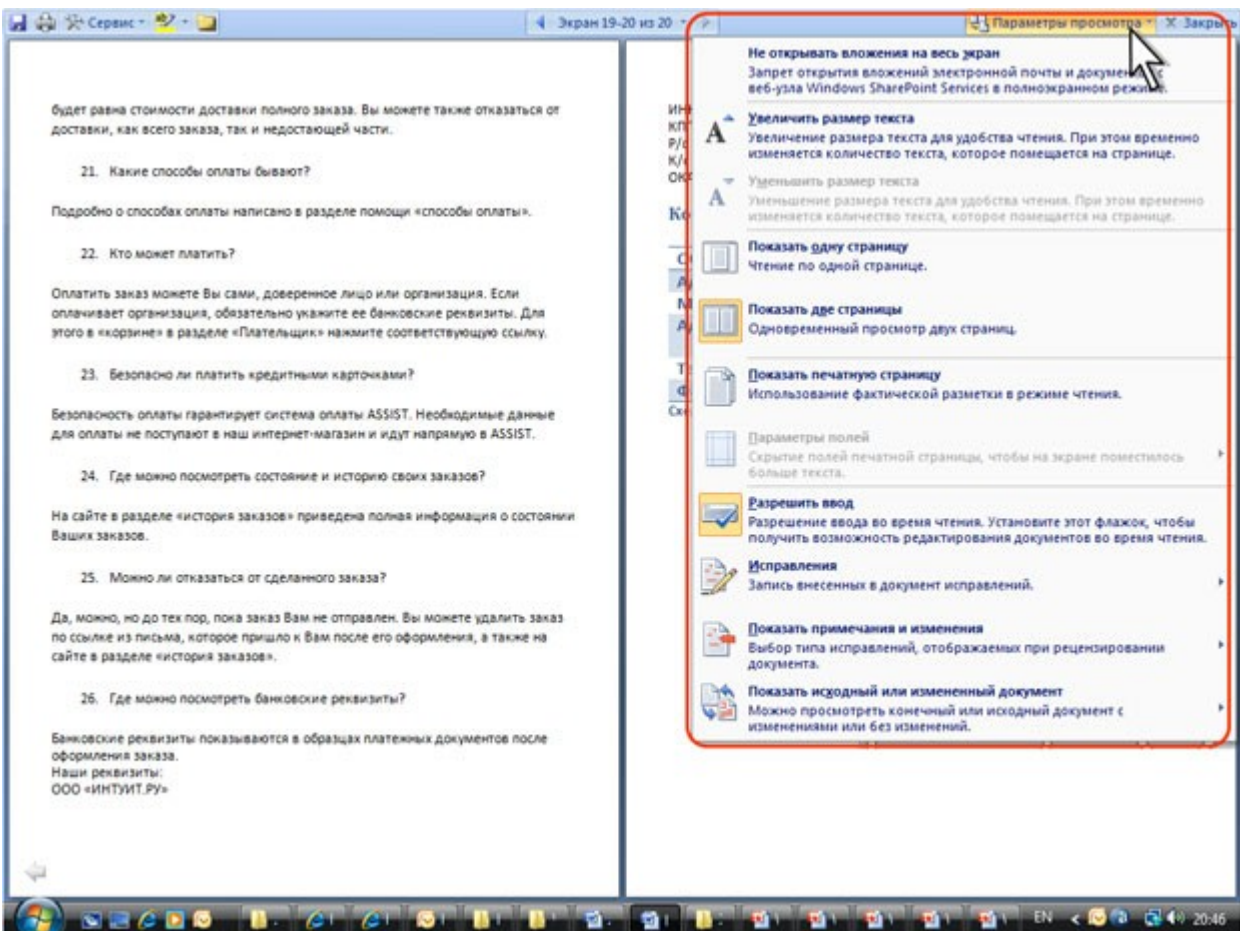 Сервис
Экран 19-20 из 20
Параметры просмотра
Закрыть
будет равна стоимости доставки полного заказа. Вы можете также отказаться от
доставки, как всего заказа, так и недостающей части.
21. Какие способы оплаты бывают?
Подробно о способах оплаты написано в разделе помощи «способы оплаты».
22. Кто может платить?
Оплатить заказ можете Вы сами, доверенное лицо или организация. Если
оплачивает организация, обязательно укажите ее банковские реквизиты. Для
этого в «корзине» в разделе «Плательщик» нажмите соответствующую ссылку.
23. Безопасно ли платить кредитными карточками?
Безопасность оплаты гарантирует система оплаты ASSIST. Необходимые данные
для оплаты не поступают в наш интернет-магазин и идут напрямую в ASSIST.
24. Где можно посмотреть состояние и историю своих заказов?
На сайте в разделе «история заказов» приведена полная информация о состоянии
Ваших заказов.
25. Можно ли отказаться от сделанного заказа?
Да, можно, но до тех пор, пока заказ Вам не отправлен. Вы можете удалить заказ
по ссылке из письма, которое пришло к Вам после его оформления, а также на
сайте в разделе «история заказов».
26. Где можно посмотреть банковские реквизиты?
Банковские реквизиты показываются в образцах платежных документов после
оформления заказа.
Наши реквизиты:
ООО «ИНТУИТ.РУ»
Не открывать вложения на весь экран
Запрет открытия вложений электронной почты и с
веб-узла Windows SharePoint Services в полноэкранном
Увеличить размер текста
Увеличение размера текста для удобства чтения. При этом временно
изменяется количество текста, которое помещается на странице.
Уменьшить размер текста
Уменьшение размера текста для удобства чтения. При этом временно
изменяется количество текста, которое помещается на странице.
Показать одну страницу
Чтение по одной странице.
Показать две страницы
Одновременный просмотр двух страниц.
Показать печатную страницу
Использование фактической разметки в режиме чтения.
Параметры полей
Скрытие полей печатной страницы, чтобы на экране поместилось
больше текста.
Разрешить ввод
Разрешение ввода во время чтения. Установите этот флажок, чтобы
получить возможность редактирования документов во время чтения.
Исправления
Запись внесенных в документ исправлений.
Показать примечания и изменения
Выбор типа исправлений, отображаемых при рецензировании
документа.
Показать исходный или измененный документ
Можно просмотреть конечный или исходный документ с
изменениями или без изменений.
EN
20:46